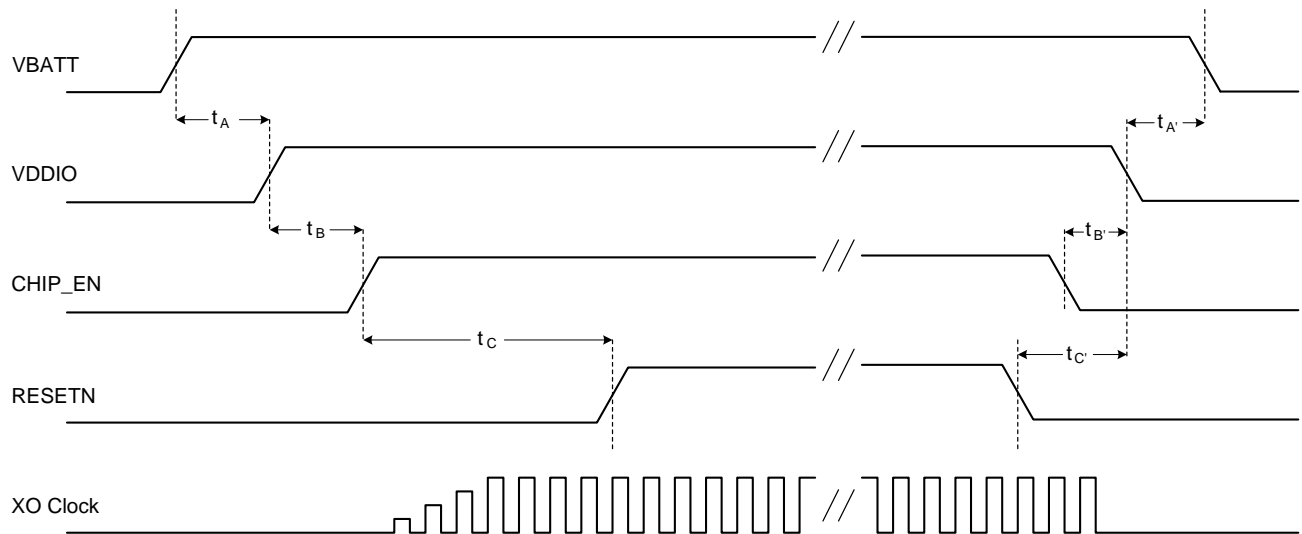 VBATT
tA
tA'
VDDIO
tB
tB'
CHIP_EN
tC
tC'
RESETN
XO Clock